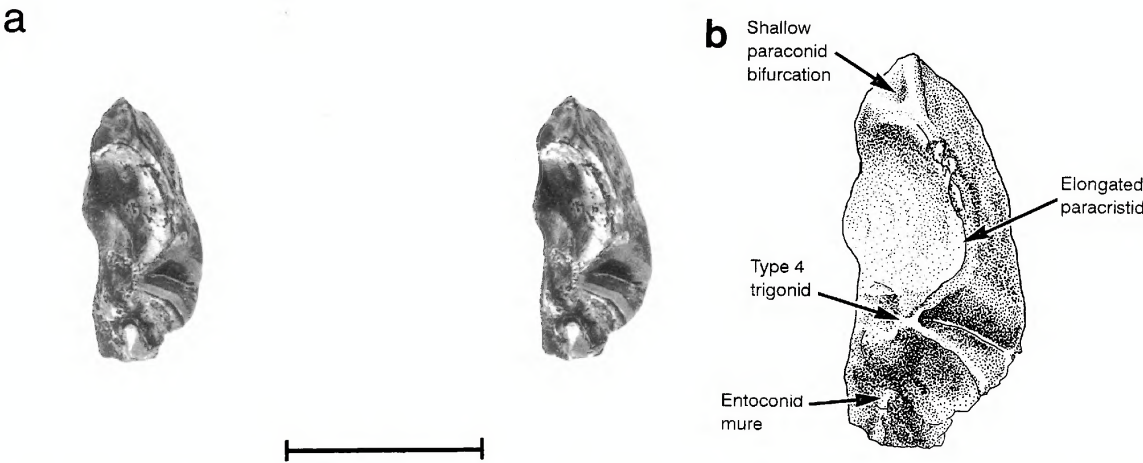 a
b
Shallow
paraconid
bifurcation
Elongated
paracristid
Type 4
trigonid
Entoconid
mure